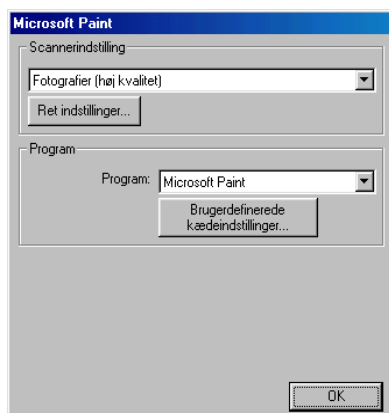 Microsoft Paint
Scannerindstilling
Fotografier (høj kvalitet)
Ret indstillinger...
Program
Program: Microsoft Paint
Brugerdefinerede
kædeindstillinger...
OK